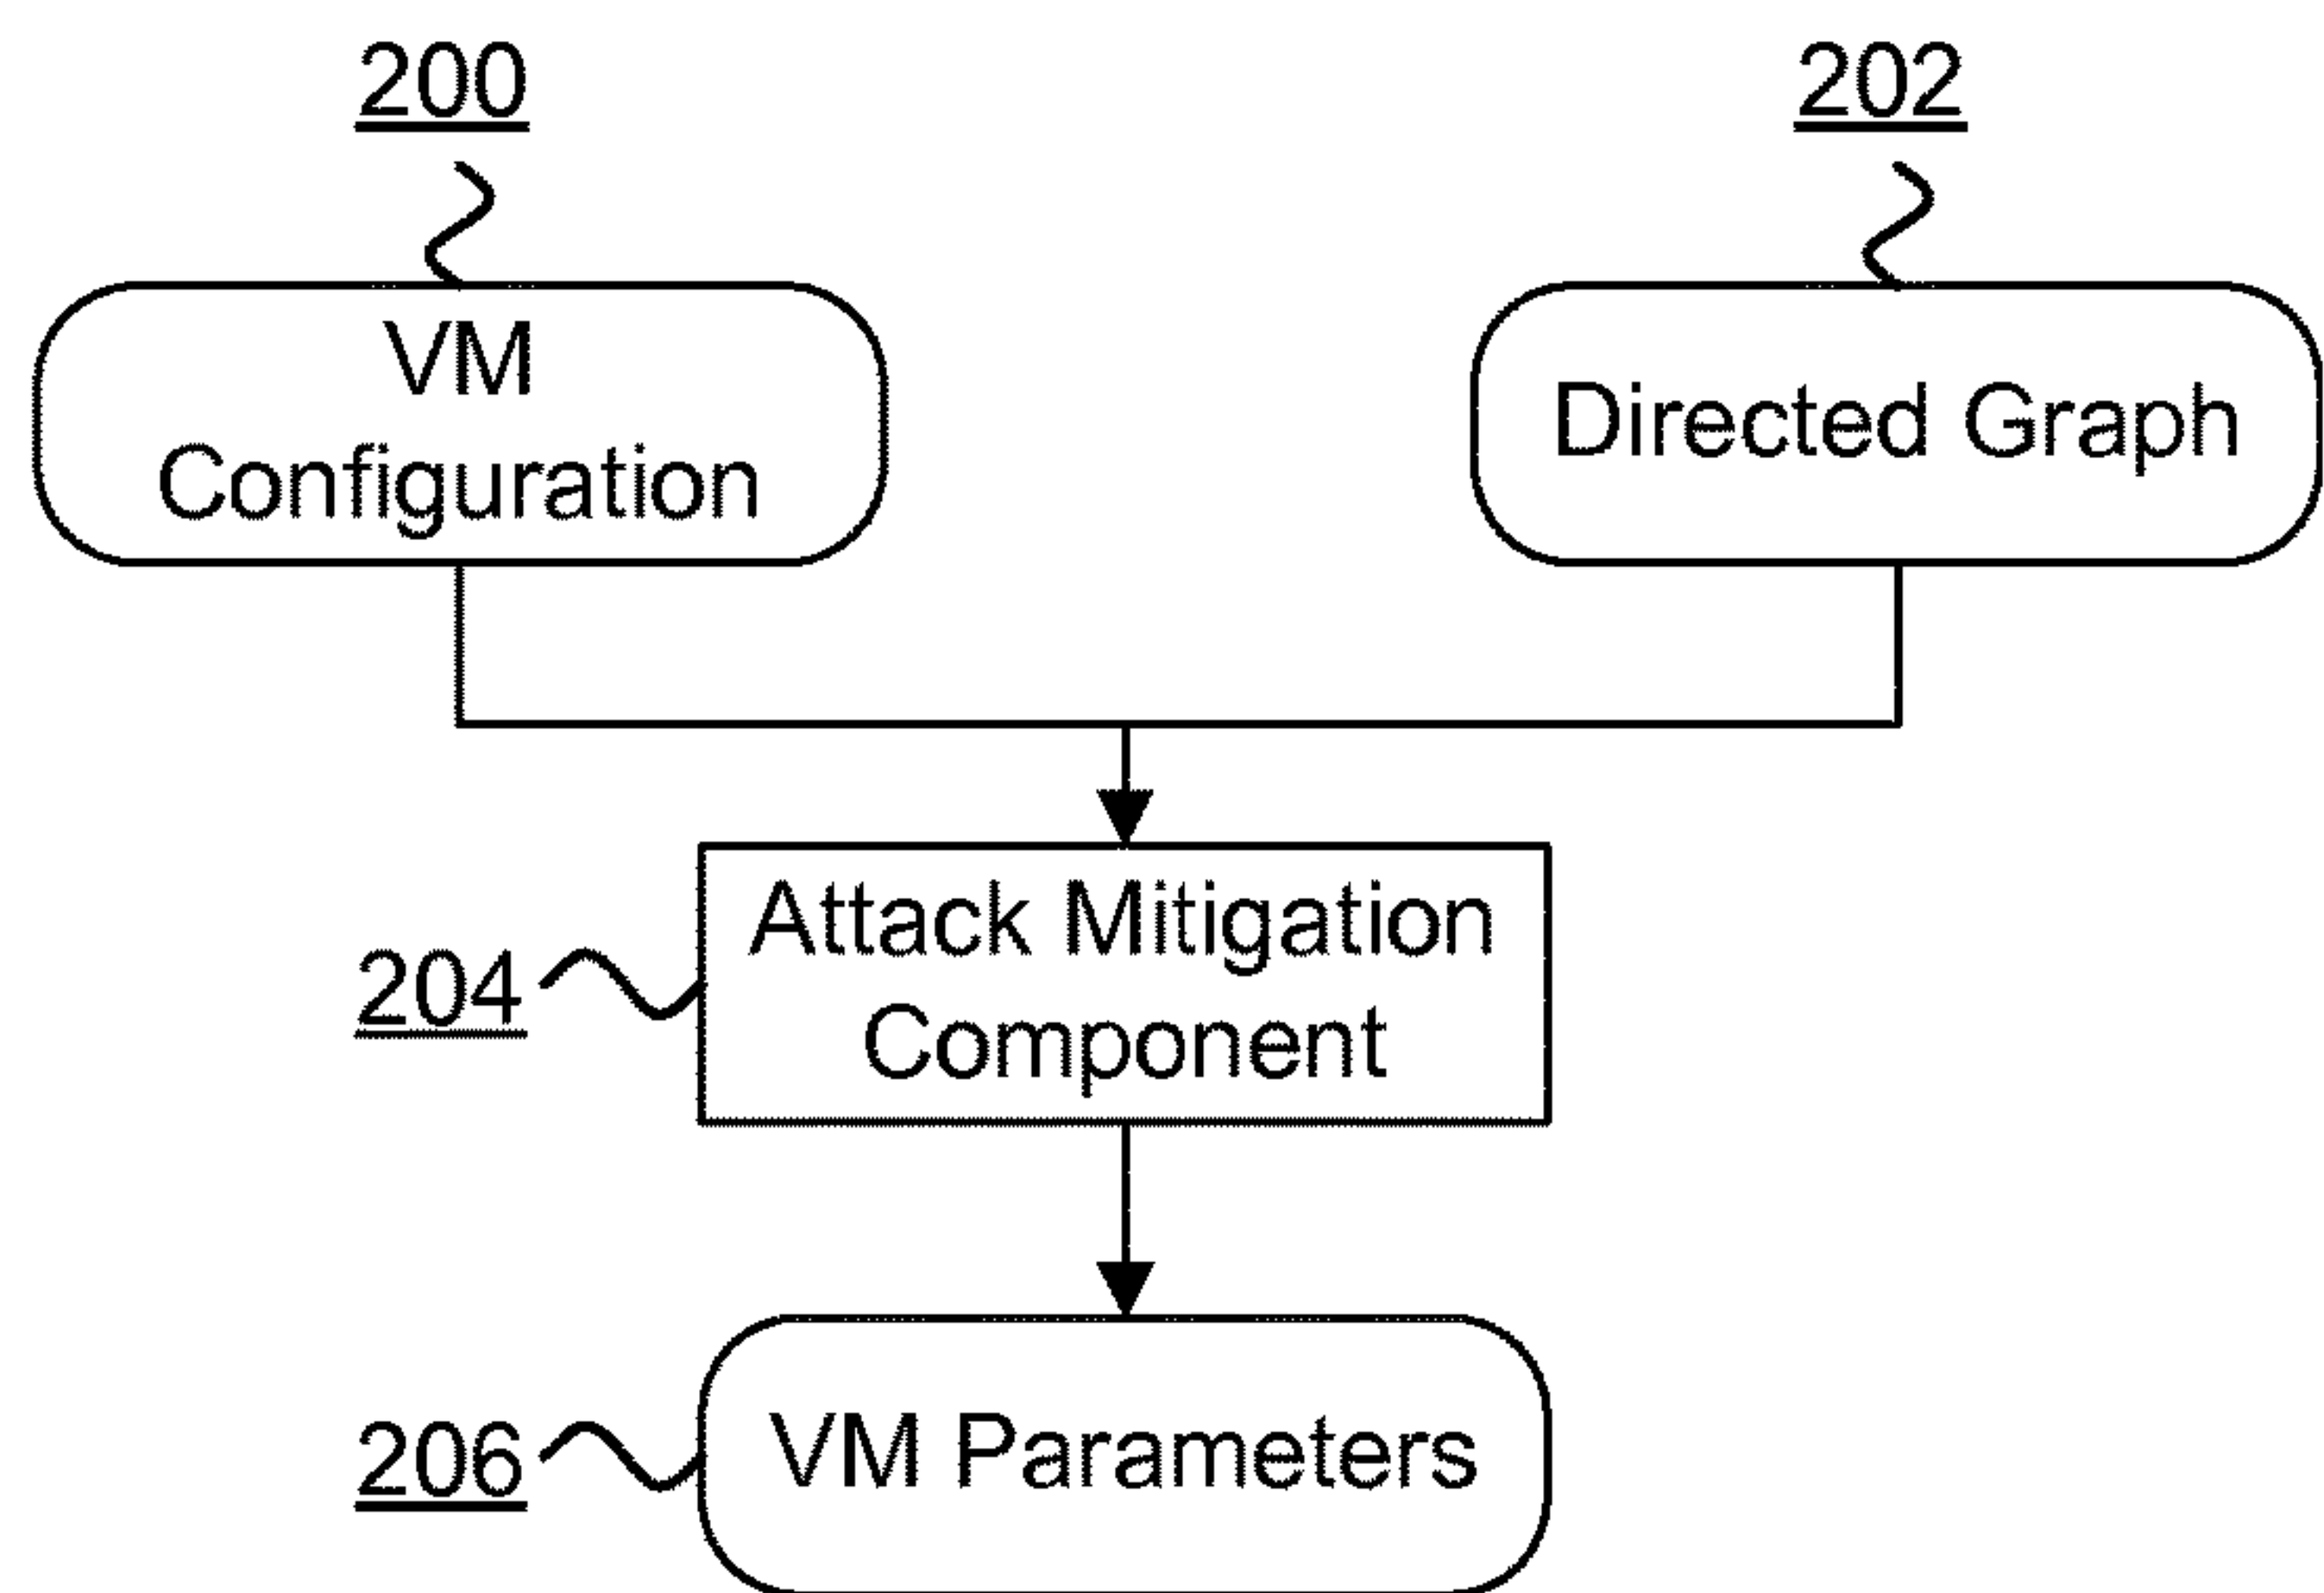 200
202
VM
Configuration
Directed Graph
Attack Mitigation
Component
204
VM Parameters
206